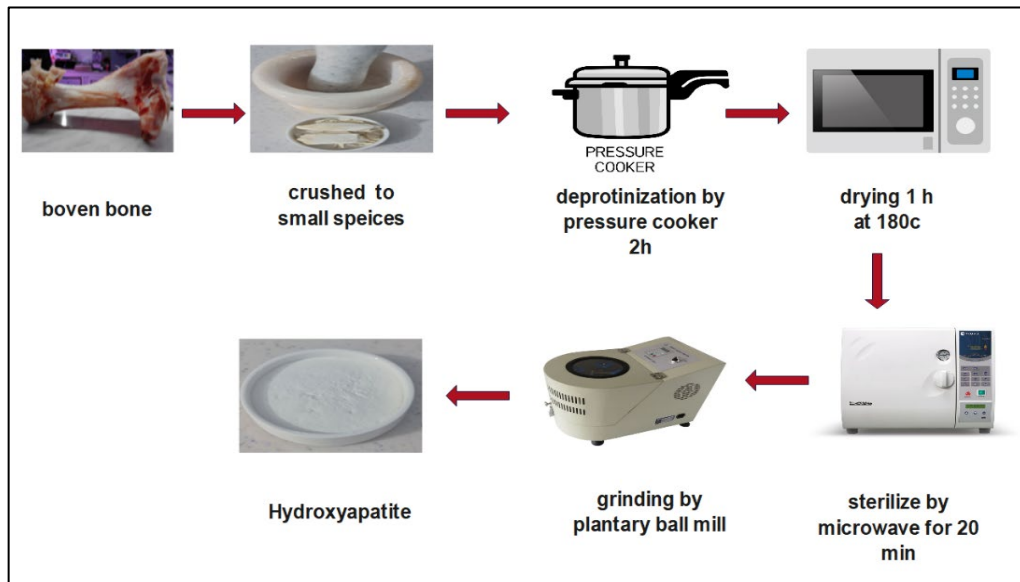 PRESSURE
COOKER
boven bone
crushed to
small speices
deprotinization by
pressure cooker
2h
drying 1 h
at 180c
Hydroxyapatite
grinding by
plantary ball mill
sterilize by
microwave for 20
min